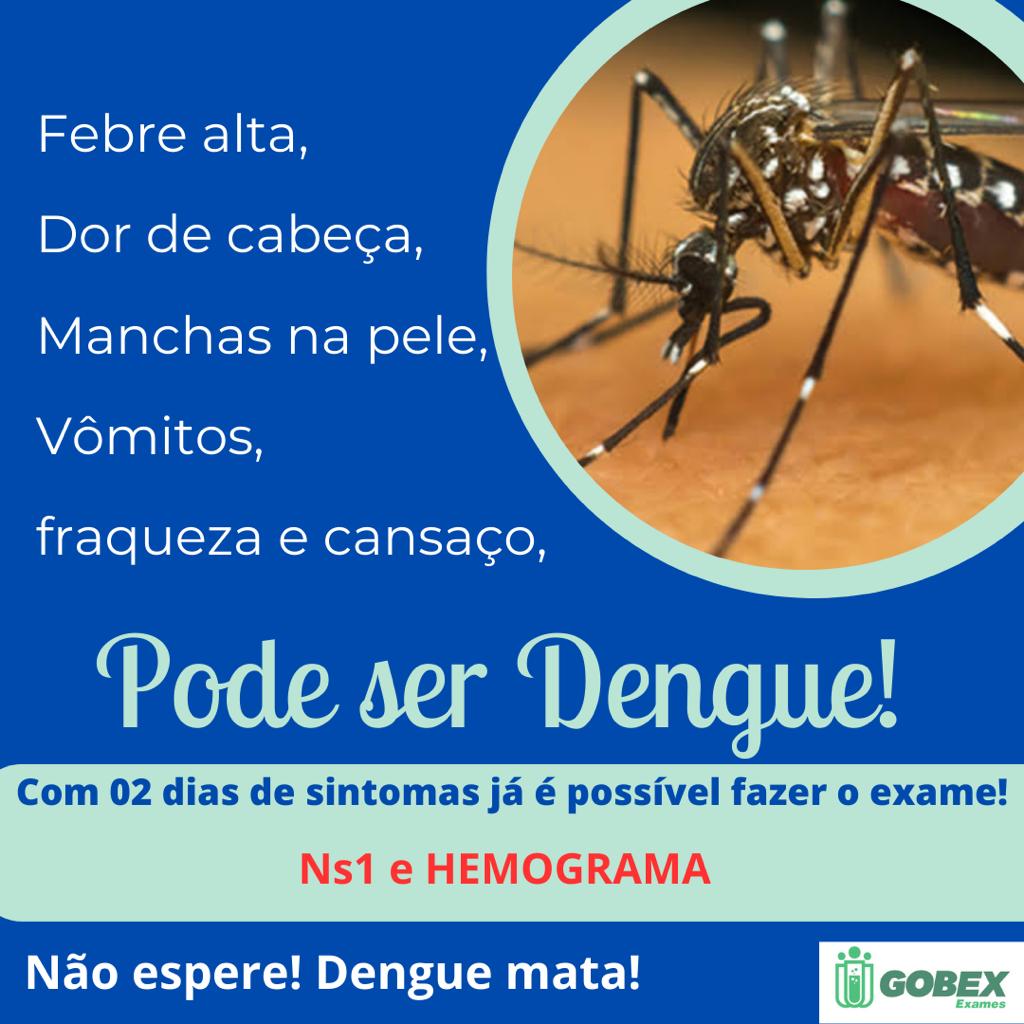 Febre alta,
Dor de cabeça,
Manchas na pele,
Vômitos,
fraqueza e cansaço,
Pode ser Dengue!
Com 02 dias de sintomas já é possível fazer o exame!
Ns1 e HEMOGRAMA
Não espere! Dengue mata!
GOBEX
Exames